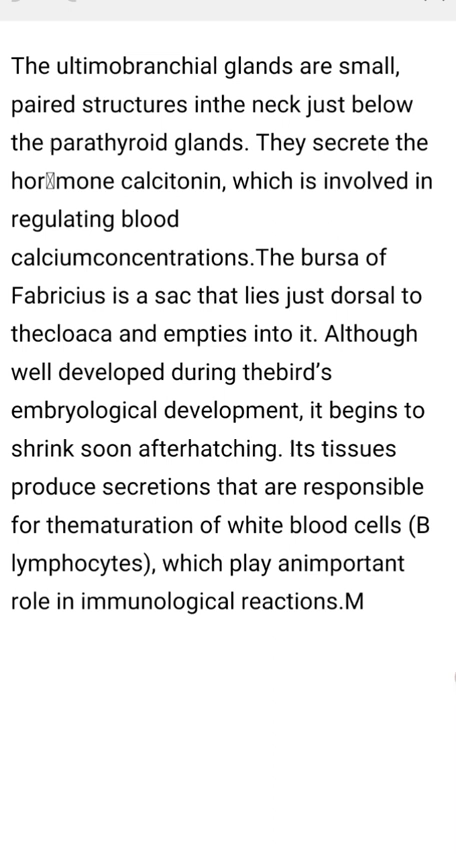 The ultimobranchial glands are small,
paired structures inthe neck just below
the parathyroid glands. They secrete the
hor￾mone calcitonin, which is involved in
regulating blood
calciumconcentrations.The bursa of
Fabricius is a sac that lies just dorsal to
thecloaca and empties into it. Although
well developed during thebird’s
embryological development, it begins to
shrink soon afterhatching. Its tissues
produce secretions that are responsible
for thematuration of white blood cells (B
lymphocytes), which play animportant
role in immunological reactions.M